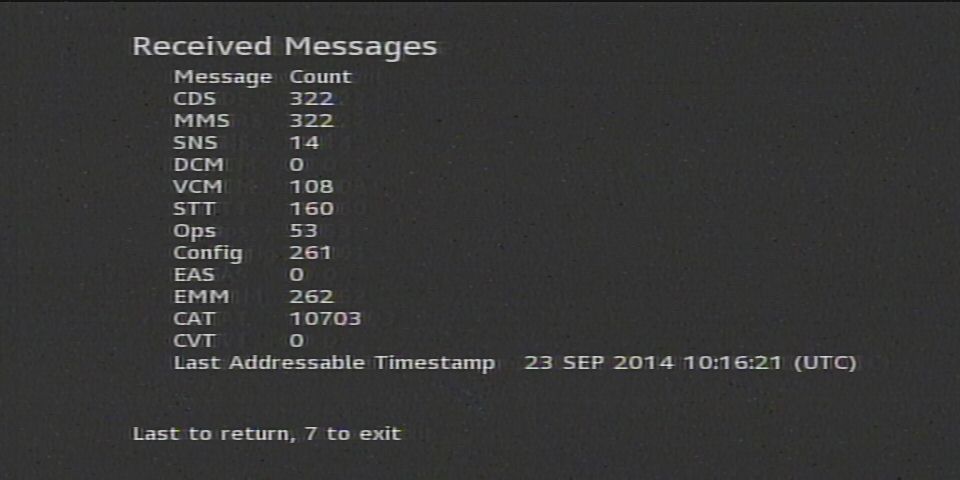 Received Messages
Message Count
CDS 322
MMS 322
SNS 14
DCM 0
VCM 108
STT 160
Ops 53
Config 261
EAS 0
EMM 262
CAT 10703
CVT 0
Last Addressable Timestamp 23 SEP 2014 10:16:21 (UTC)
Last to return, 7 to exit